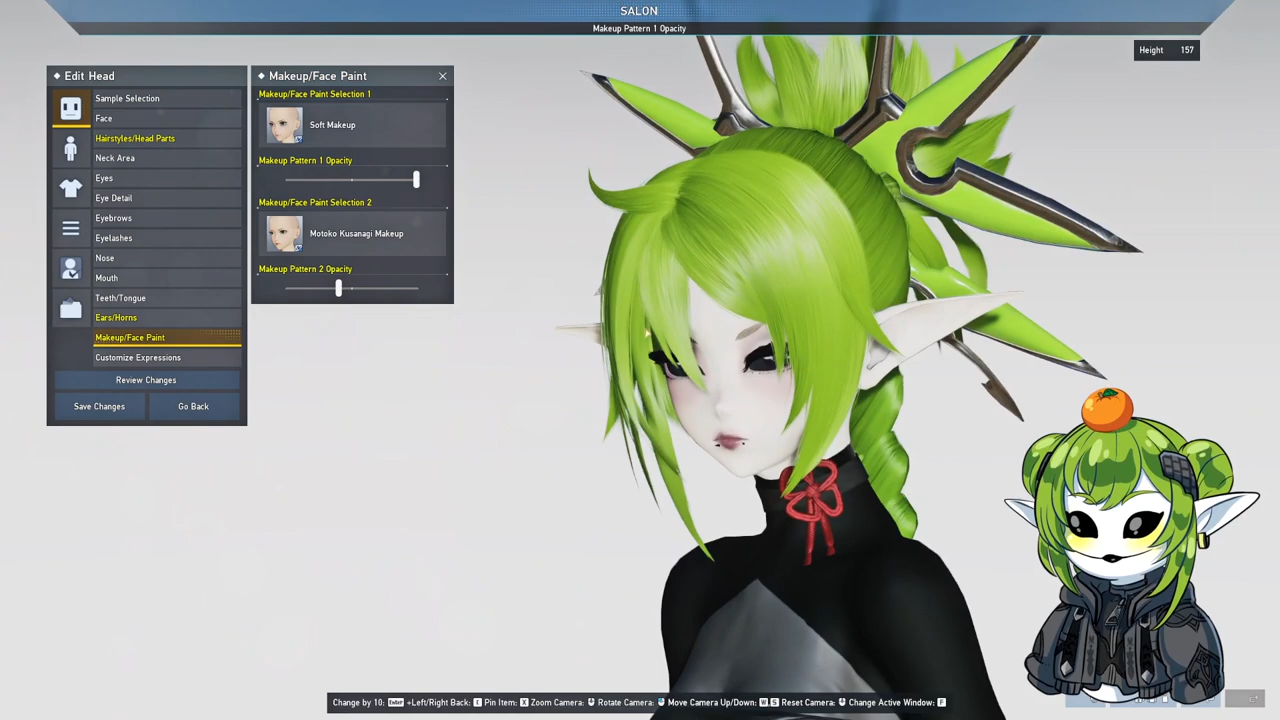 SALON
Makeup Pattern 1 Opacity
Height 157
Edit Head
Sample Selection
Face
Hairstyles/Head Parts
Neck Area
Eyes
Eye Detail
Eyebrows
Eyelashes
Nose
Mouth
Teeth/Tongue
Ears/Horns
Makeup/Face Paint
Customize Expressions
Review Changes
Save Changes
Go Back
Makeup/Face Paint
Makeup/Face Paint Selection 1
Soft Makeup
Makeup Pattern 1 Opacity
Makeup/Face Paint Selection 2
Motoko Kusanagi Makeup
Makeup Pattern 2 Opacity
Change by 10: Enter +Left/Right Back: Pin Item: X Zoom Camera: Rotate Camera: Move Camera Up/Down: W S Reset Camera: Change Active Window: F